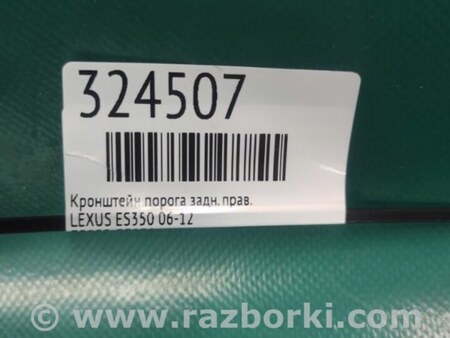 324507
Кронштейн порога задн. прав.
LEXUS ES350 06-12
www.razborki.com